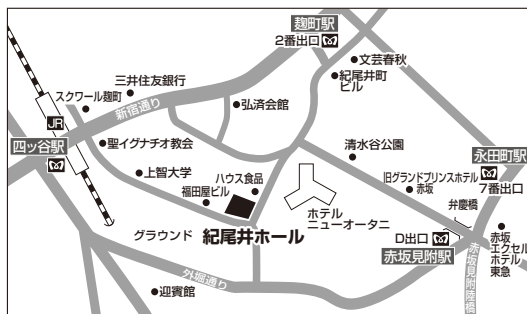 麹町駅
2番出口
文芸春秋
三井住友銀行
紀尾井町
ビル
スクワール麹町
弘済会館
新宿通り
JR
四ッ谷駅
聖イグナチオ教会
清水谷公園
永田町駅
7番出口
上智大学
ハウス食品
福田屋ビル
旧グランドプリンスホテル
赤坂
弁慶橋
ホテル
ニューオータニ
グラウンド
紀尾井ホール
D出口
赤坂見附駅
赤坂
エクセル
ホテル
東急
外堀通り
迎賓館
赤坂見附陸橋